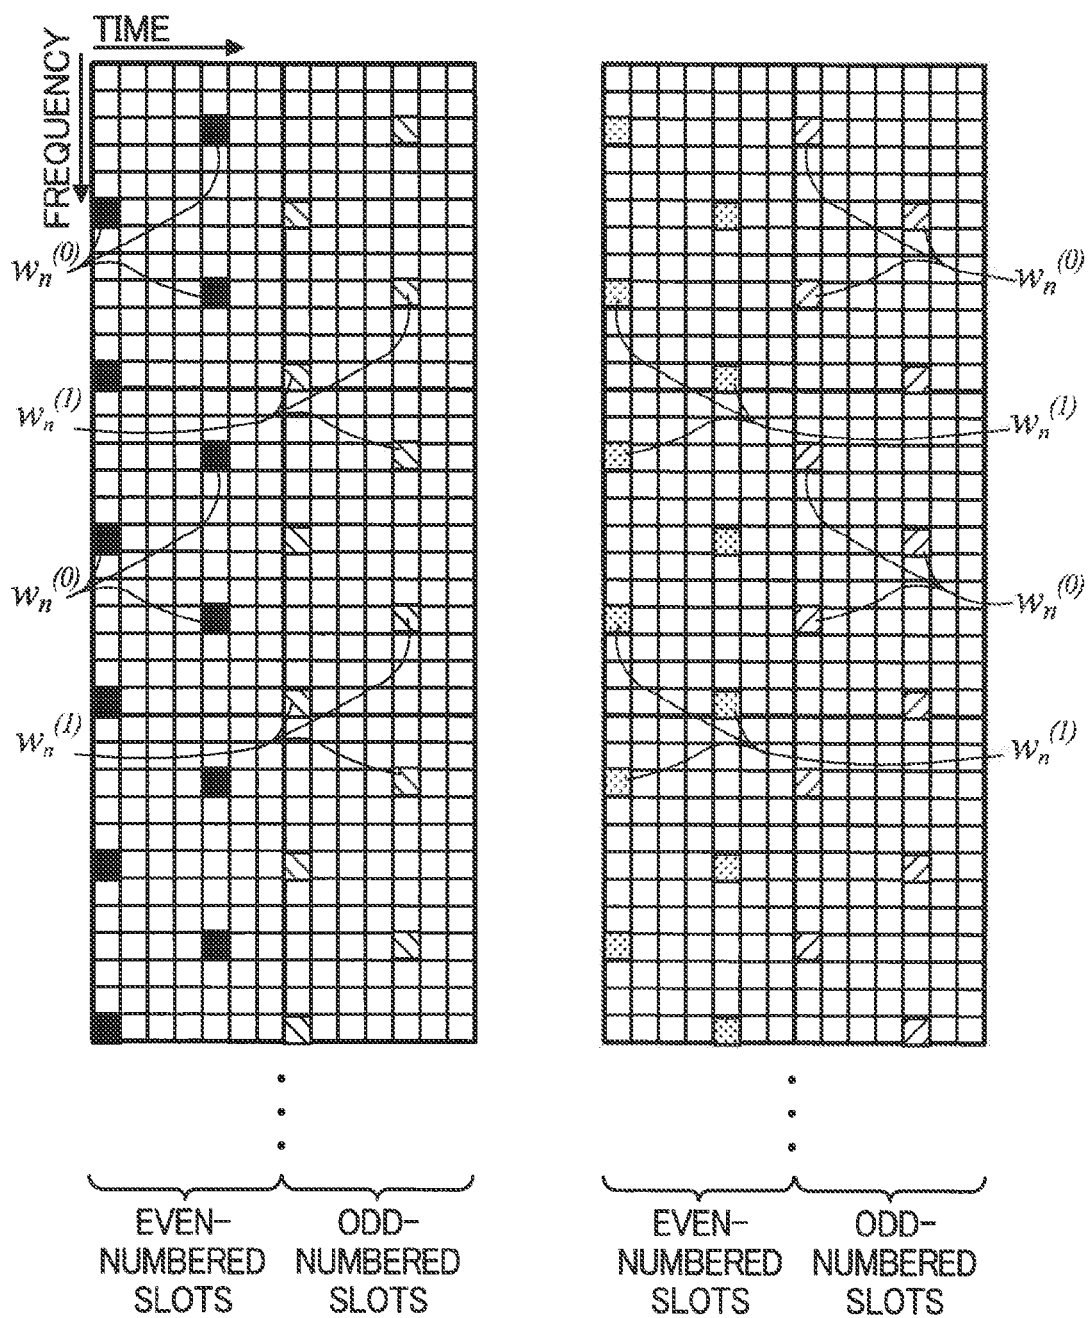 TIME
FREQUENCY
w_n^(0)
w_n^(0)
w_n^(1)
w_n^(1)
w_n^(0)
w_n^(0)
w_n^(1)
w_n^(1)
EVEN-
NUMBERED
SLOTS
ODD-
NUMBERED
SLOTS
EVEN-
NUMBERED
SLOTS
ODD-
NUMBERED
SLOTS